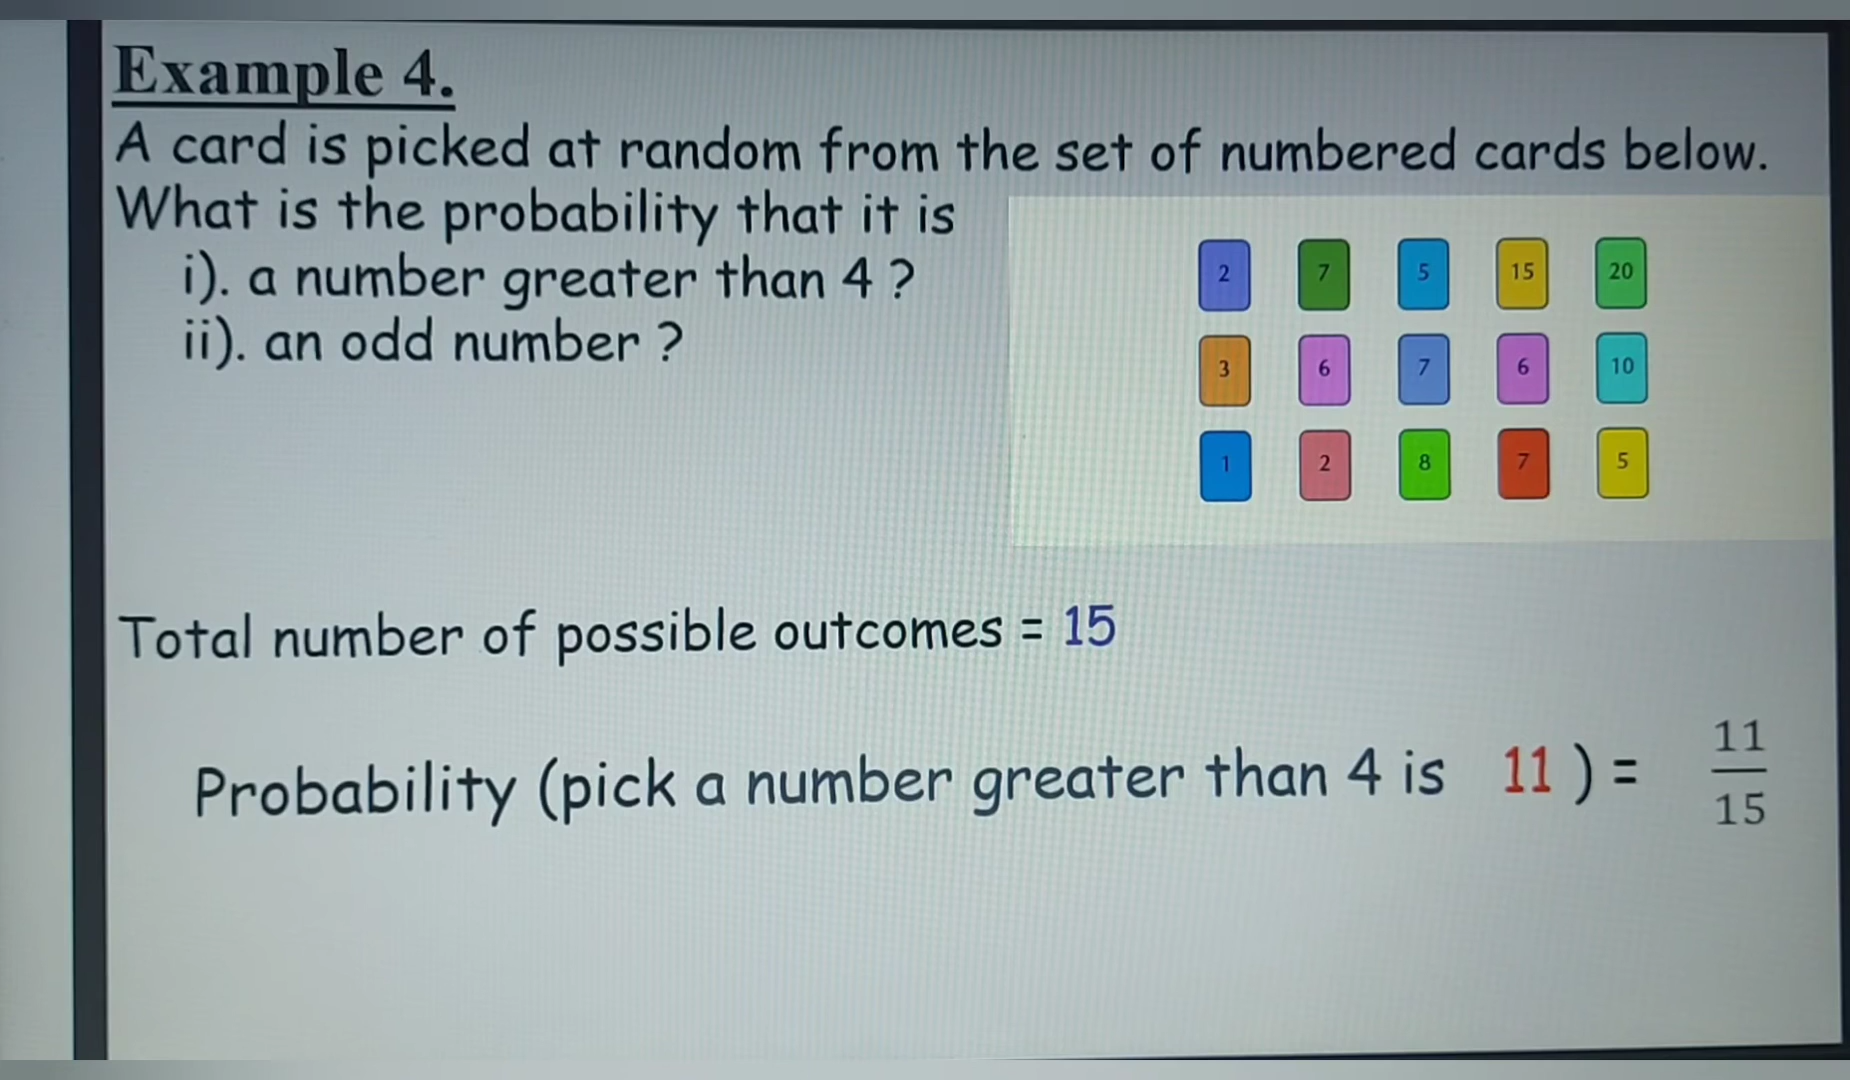 Example 4.
A card is picked at random from the set of numbered cards below.
What is the probability that it is
i). a number greater than 4 ?
ii). an odd number ?
2 7 5 15 20
3 6 7 6 10
1 2 8 7 5
Total number of possible outcomes = 15
Probability (pick a number greater than 4 is 11 ) = 11/15